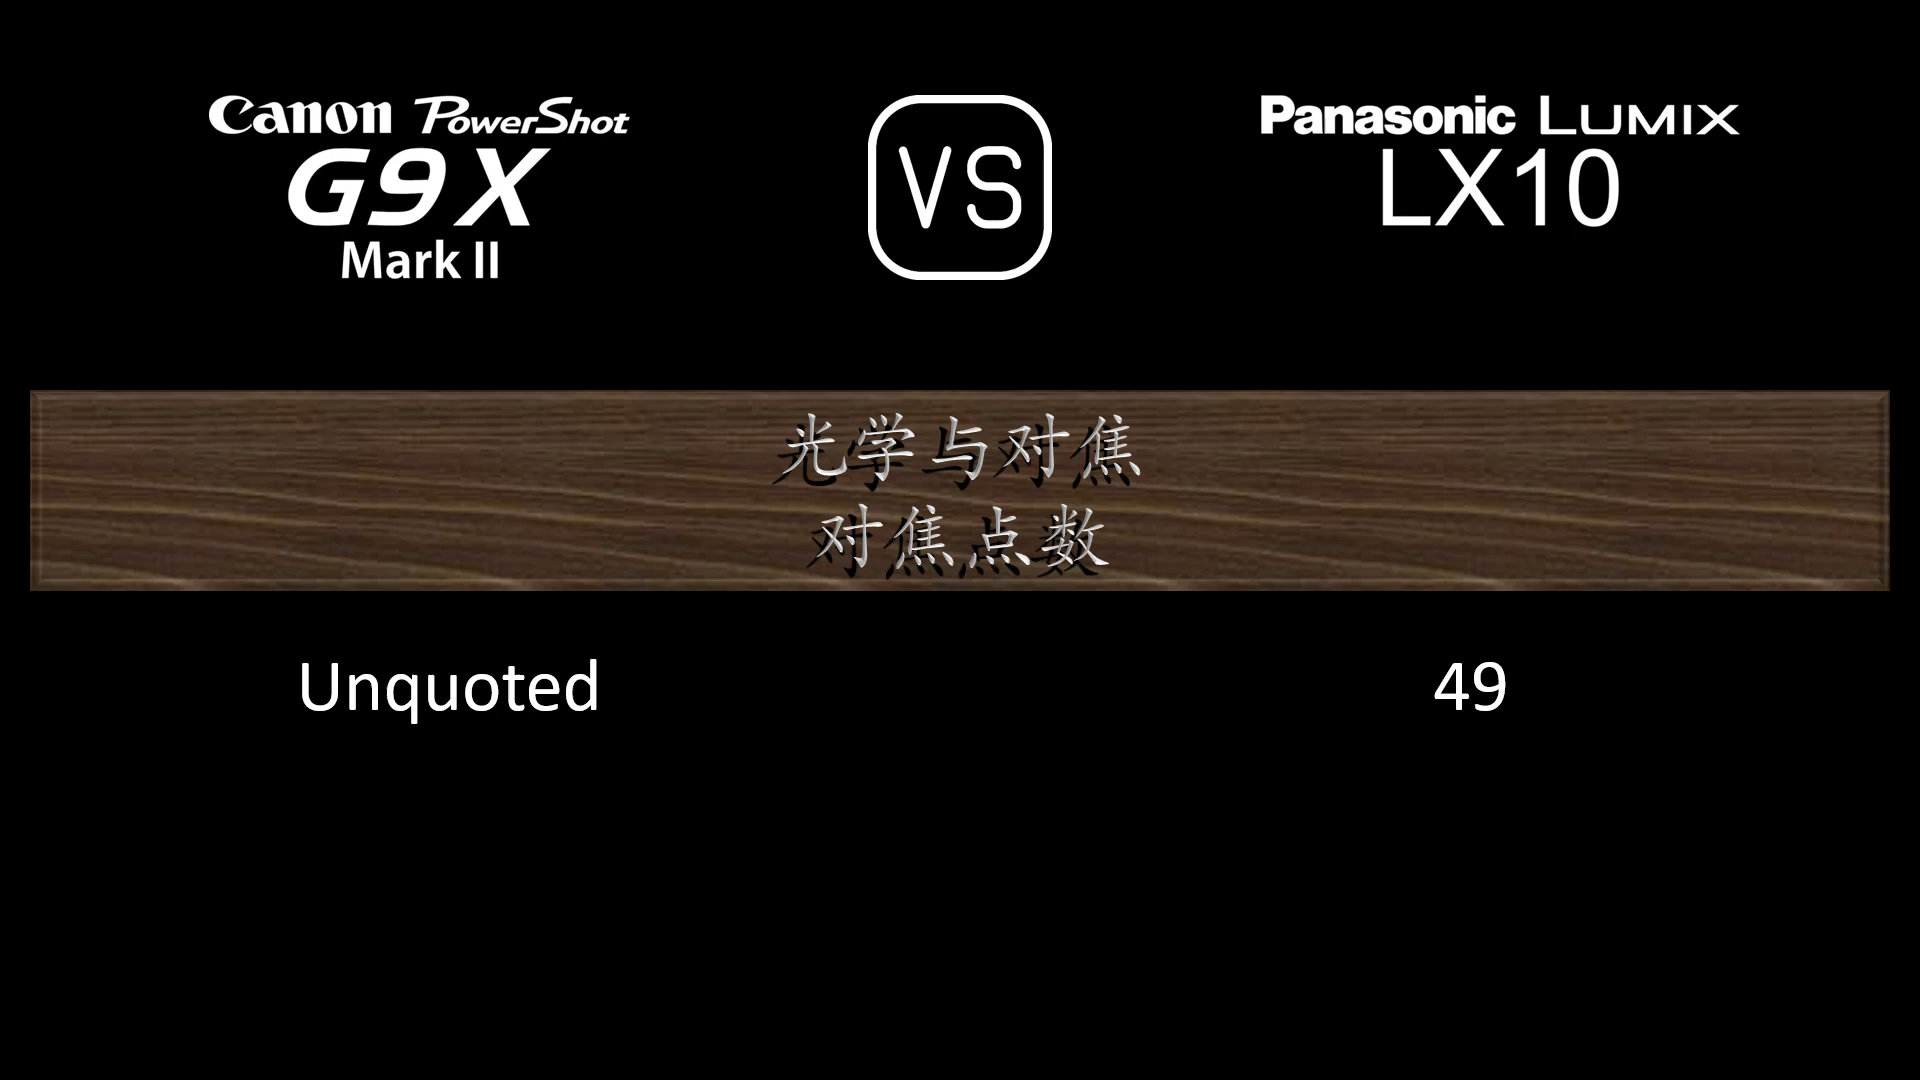 Canon PowerShot
G9 X
Mark II
VS
Panasonic LUMIX
LX10
光学与对焦
对焦点数
Unquoted
49